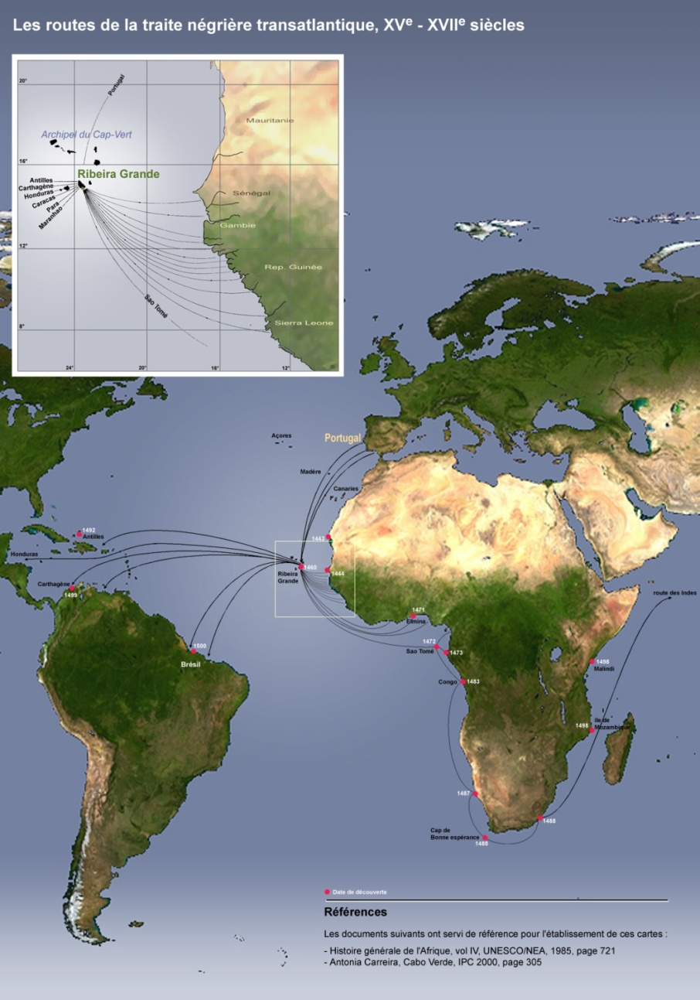 Les routes de la traite négrière transatlantique, XVe - XVIIe siècles
20°
Portugal
Mauritanie
Archipel du Cap-Vert
16°
Ribeira Grande
Antilles
Carthagène
Honduras
Caracas
Para
Maranhao
Sénégal
Gambie
12°
Rep. Guinée
Sao Tomé
Sierra Leone
8°
24°
20°
16°
12°
Açores
Portugal
Madère
Canaries
1492
Antilles
1443
Honduras
1460
Ribeira
Grande
1444
Carthagène
1499
route des Indes
1471
Elmina
1500
Brésil
1472
Sao Tomé
1473
1498
Malindi
Congo
1483
île de
1498
Mozambique
1487
1488
Cap de
Bonne espérance
1488
Date de découverte
Références
Les documents suivants ont servi de référence pour l'établissement de ces cartes :
- Histoire générale de l'Afrique, vol IV, UNESCO/NEA, 1985, page 721
- Antonia Carreira, Cabo Verde, IPC 2000, page 305